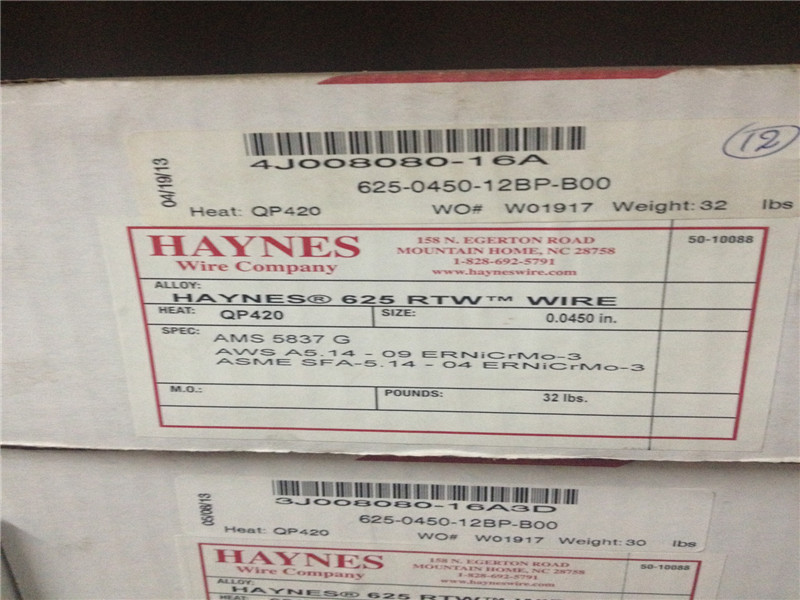 12
04/19/13
4J008080-16A
625-0450-12BP-B00
Heat: QP420 WO# W01917 Weight: 32 lbs
HAYNES
Wire Company
158 N. EGERTON ROAD
MOUNTAIN HOME, NC 28758
1-828-692-5791
www.hayneswire.com
50-10088
ALLOY:
HAYNES® 625 RTW™ WIRE
HEAT: QP420 SIZE: 0.0450 in.
SPEC:
AMS 5837 G
AWS A5.14 - 09 ERNiCrMo-3
ASME SFA-5.14 - 04 ERNiCrMo-3
M.O.: POUNDS: 32 lbs.
05/08/13
3J008080-16A3D
625-0450-12BP-B00
Heat: QP420 WO# W01917 Weight: 30 lbs
HAYNES
Wire Company
158 N. EGERTON ROAD
MOUNTAIN HOME, NC 28758
1-828-692-5791
www.hayneswire.com
50-10088
ALLOY:
HAYNES® 625 RTW™
HEAT: